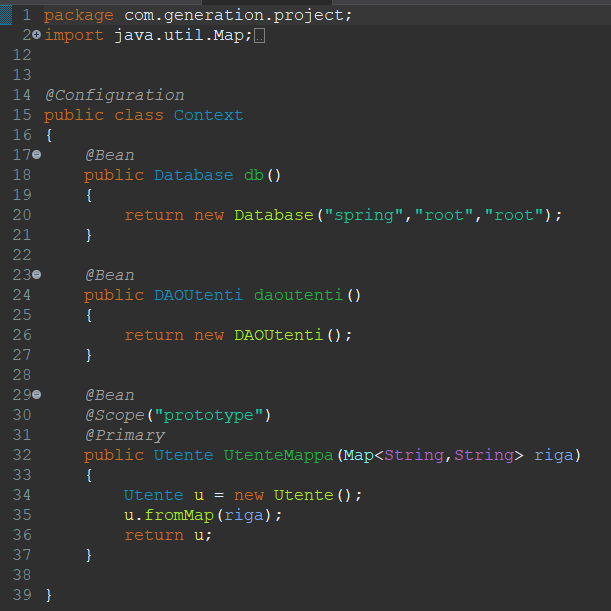 1 package com.generation.project;
2 import java.util.Map;
12
13
14 @Configuration
15 public class Context
16 {
17 @Bean
18 public Database db()
19 {
20 return new Database("spring","root","root");
21 }
22
23 @Bean
24 public DAOUtenti daoutenti()
25 {
26 return new DAOUtenti();
27 }
28
29 @Bean
30 @Scope("prototype")
31 @Primary
32 public Utente UtenteMappa(Map<String,String> riga)
33 {
34 Utente u = new Utente();
35 u.fromMap(riga);
36 return u;
37 }
38
39 }